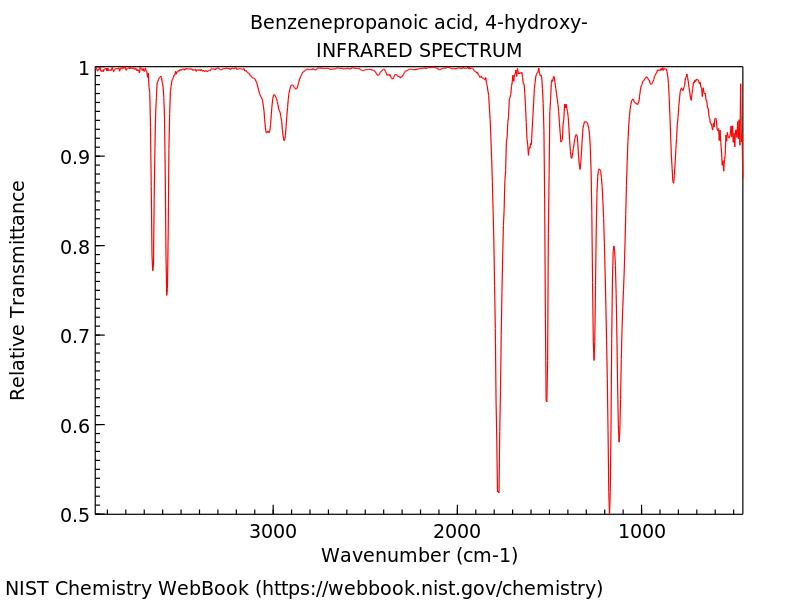 Benzenepropanoic acid, 4-hydroxy-
INFRARED SPECTRUM
1
0.9
0.8
0.7
0.6
0.5
Relative Transmittance
3000
2000
1000
Wavenumber (cm-1)
NIST Chemistry WebBook (https://webbook.nist.gov/chemistry)